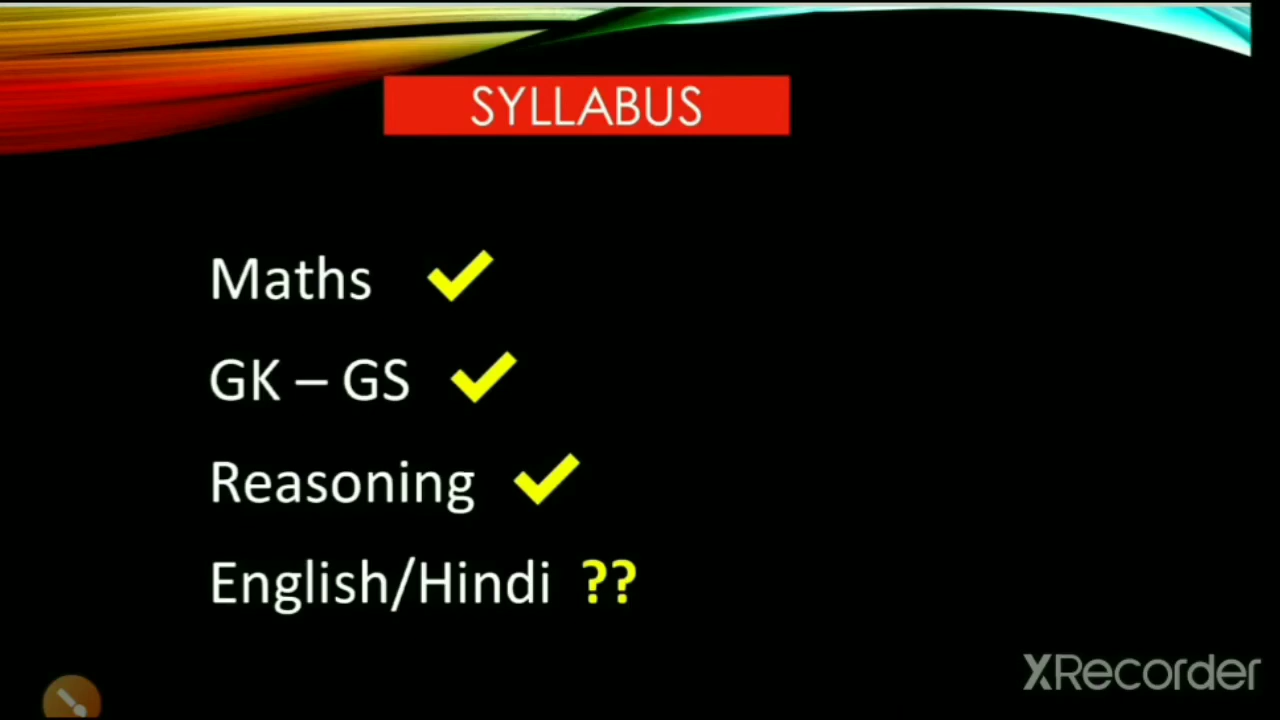 SYLLABUS
Maths ✔
GK – GS ✔
Reasoning ✔
English/Hindi ??
XRecorder